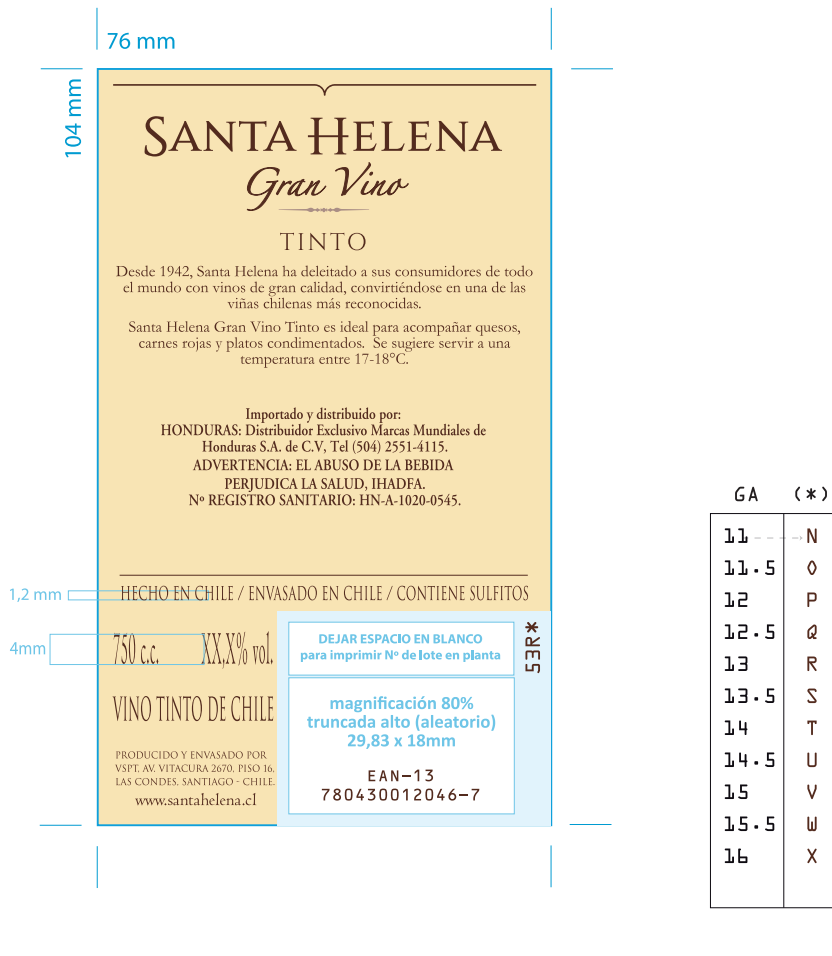 76 mm
104 mm
SANTA HELENA
Gran Vino
TINTO
Desde 1942, Santa Helena ha deleitado a sus consumidores de todo
el mundo con vinos de gran calidad, convirtiéndose en una de las
viñas chilenas más reconocidas.
Santa Helena Gran Vino Tinto es ideal para acompañar quesos,
carnes rojas y platos condimentados. Se sugiere servir a una
temperatura entre 17-18°C.
Importado y distribuido por:
HONDURAS: Distribuidor Exclusivo Marcas Mundiales de
Honduras S.A. de C.V, Tel (504) 2551-4115.
ADVERTENCIA: EL ABUSO DE LA BEBIDA
PERJUDICA LA SALUD, IHADFA.
Nº REGISTRO SANITARIO: HN-A-1020-0545.
1,2 mm
HECHO EN CHILE / ENVASADO EN CHILE / CONTIENE SULFITOS
4mm
750 c.c. XX,X% vol.
VINO TINTO DE CHILE
PRODUCIDO Y ENVASADO POR
VSPT. AV. VITACURA 2670, PISO 16,
LAS CONDES, SANTIAGO - CHILE.
www.santahelena.cl
DEJAR ESPACIO EN BLANCO
para imprimir Nº de lote en planta
53R*
magnificación 80%
truncada alto (aleatorio)
29,83 x 18mm
EAN-13
780430012046-7
GA (*)
11 N
11.5 O
12 P
12.5 Q
13 R
13.5 S
14 T
14.5 U
15 V
15.5 W
16 X